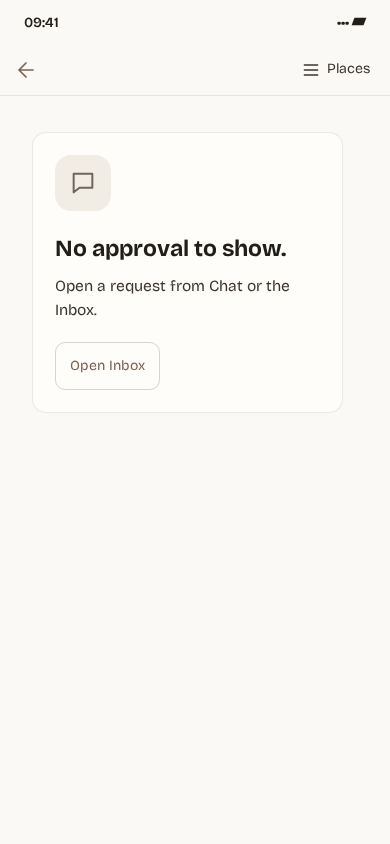 09:41
Places
No approval to show.
Open a request from Chat or the
Inbox.
Open Inbox